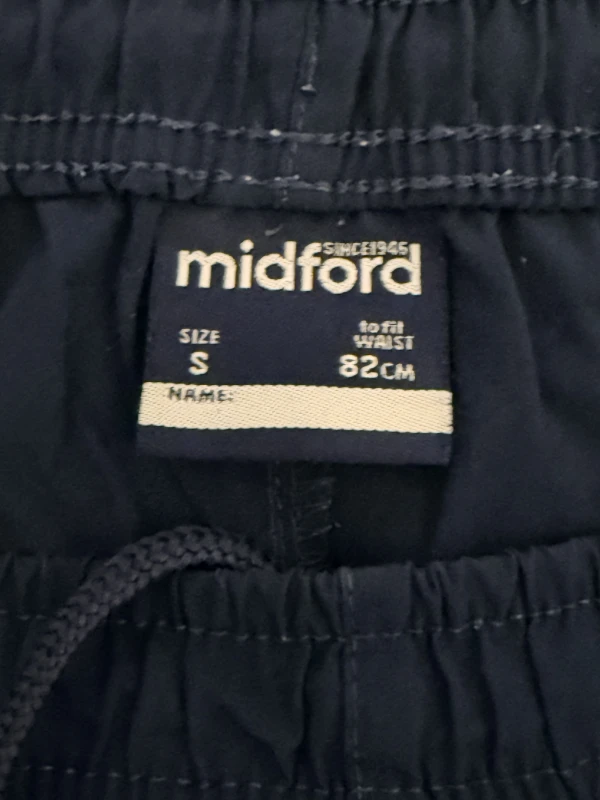 SINCE1946
midford
SIZE to fit WAIST
S 82CM
NAME: